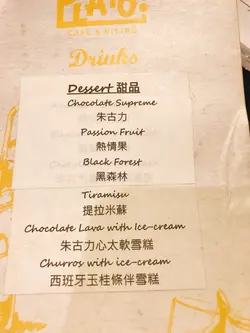 CAFE & DINING
Drinks
Dessert 甜品
Chocolate Supreme
朱古力
Passion Fruit
熱情果
Black Forest
黑森林
Tiramisu
提拉米蘇
Chocolate Lava with Ice-cream
朱古力心太軟雪糕
Churros with ice-cream
西班牙玉桂條伴雪糕